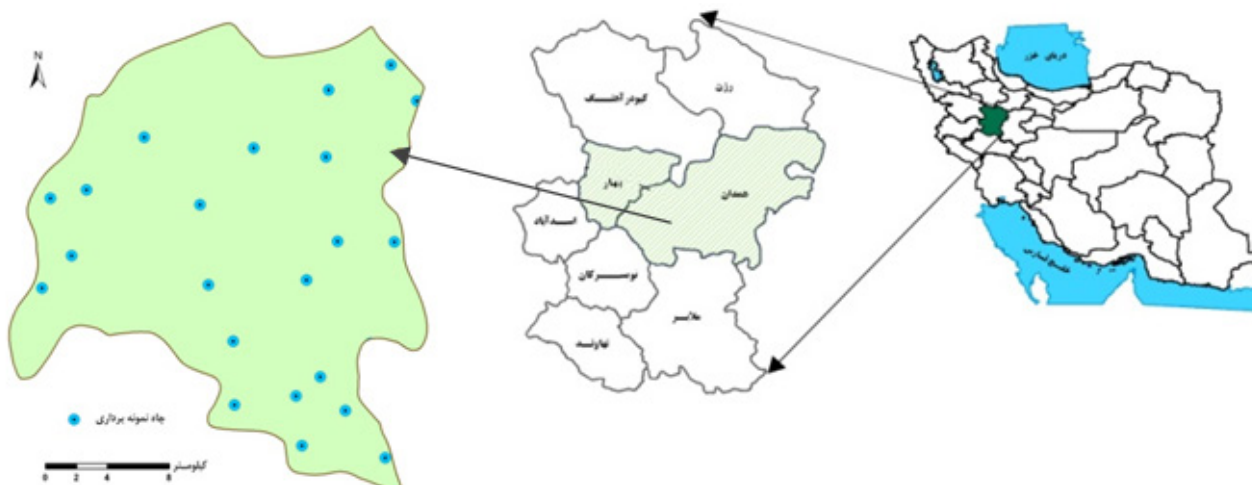 N
چاه نمونه برداری
کیلومتر
0 2 4 8
کبودرآهنگ
رزن
بهار
همدان
اسدآباد
تویسرکان
ملایر
نهاوند
دریای خزر
خلیج فارس